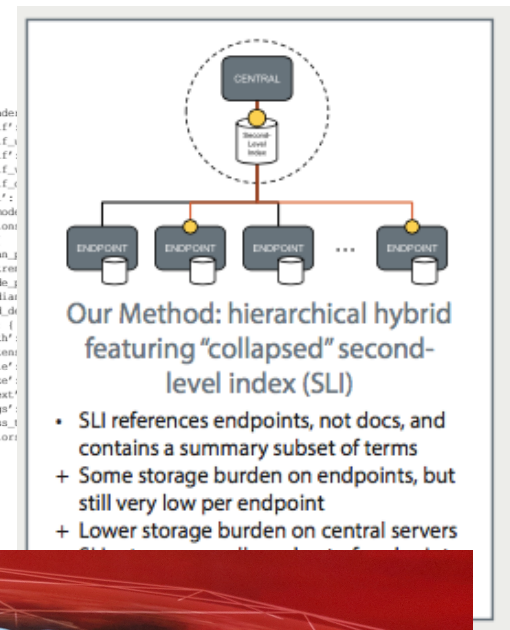 CENTRAL
Second-
Level
Index
ENDPOINT ENDPOINT ENDPOINT ... ENDPOINT
Our Method: hierarchical hybrid
featuring “collapsed” second-
level index (SLI)
• SLI references endpoints, not docs, and
contains a summary subset of terms
+ Some storage burden on endpoints, but
still very low per endpoint
+ Lower storage burden on central servers